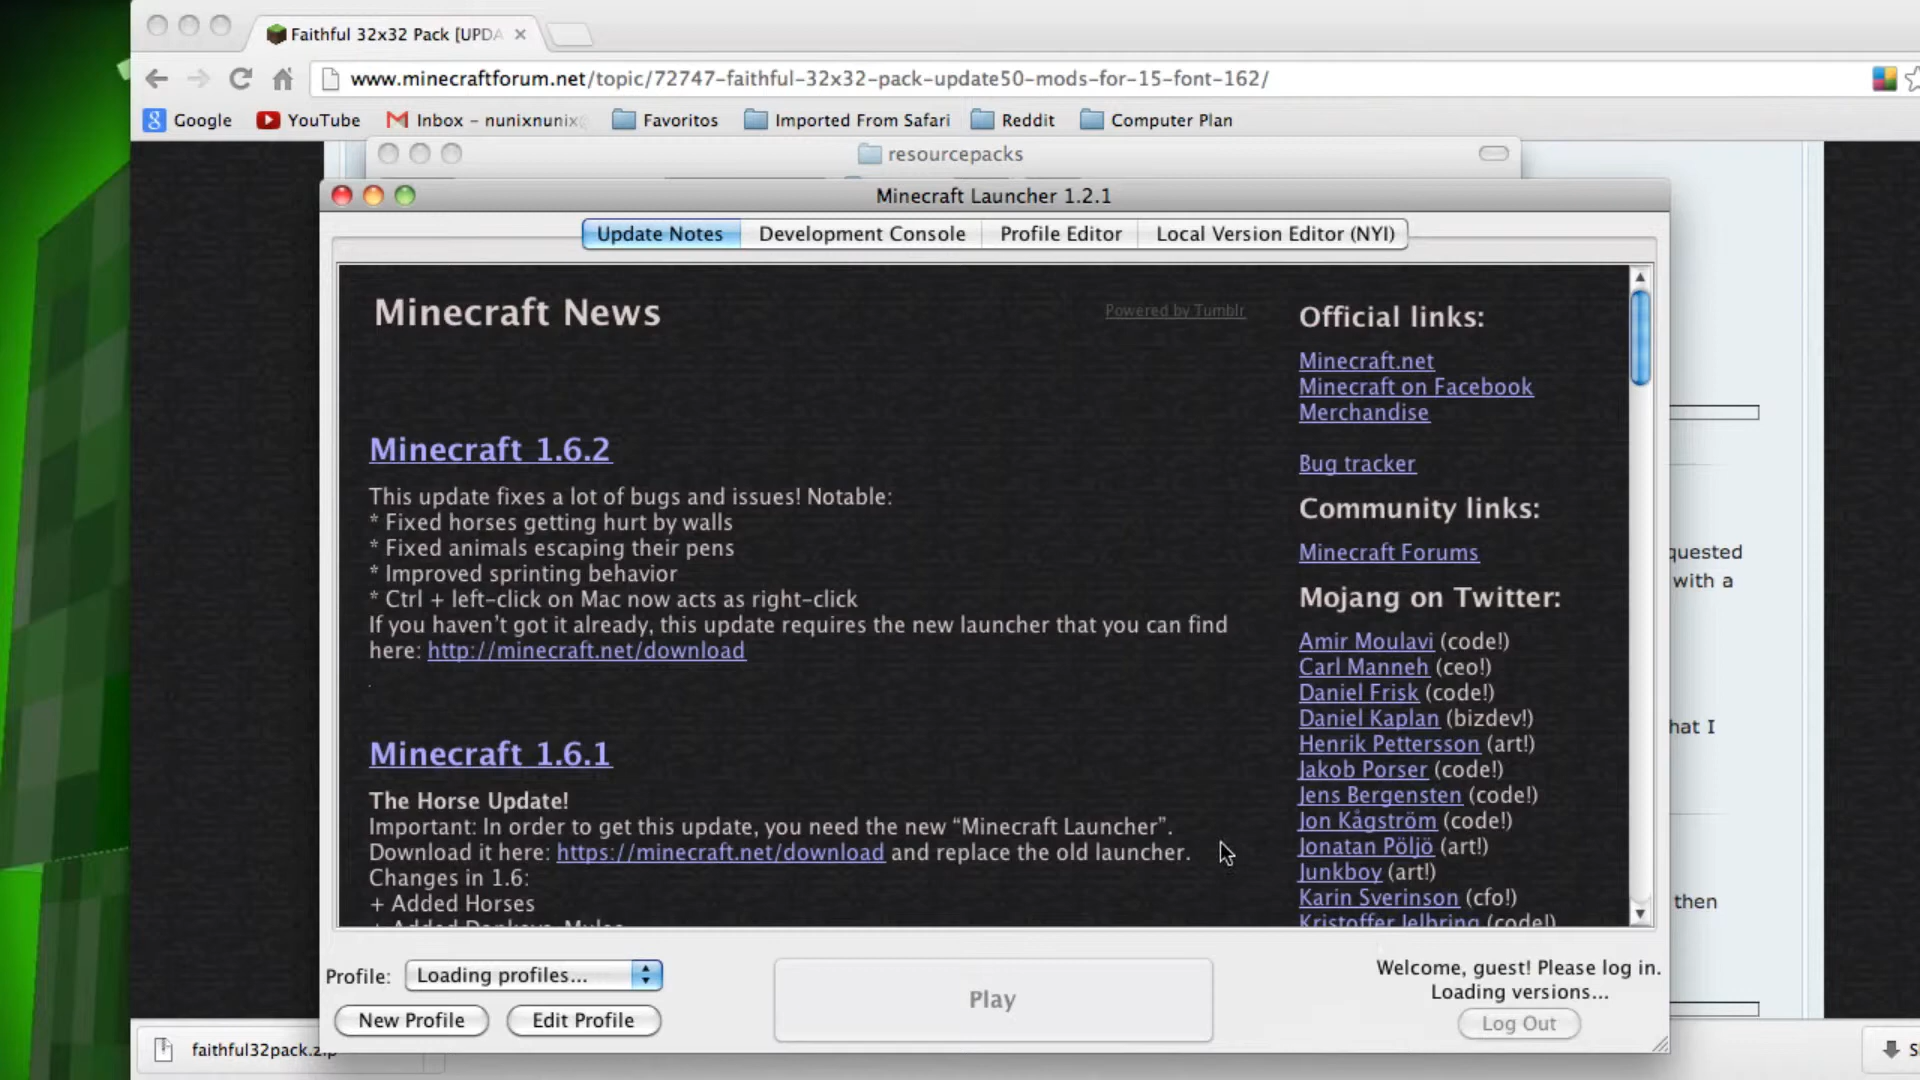 Faithful 32x32 Pack [UPDA
www.minecraftforum.net/topic/72747-faithful-32x32-pack-update50-mods-for-15-font-162/
Google YouTube Inbox – nunixnunix Favoritos Imported From Safari Reddit Computer Plan
resourcepacks
Minecraft Launcher 1.2.1
Update Notes Development Console Profile Editor Local Version Editor (NYI)
Minecraft News
Powered by Tumblr
Minecraft 1.6.2
This update fixes a lot of bugs and issues! Notable:
* Fixed horses getting hurt by walls
* Fixed animals escaping their pens
* Improved sprinting behavior
* Ctrl + left-click on Mac now acts as right-click
If you haven’t got it already, this update requires the new launcher that you can find
here: http://minecraft.net/download
Minecraft 1.6.1
The Horse Update!
Important: In order to get this update, you need the new “Minecraft Launcher”.
Download it here: https://minecraft.net/download and replace the old launcher.
Changes in 1.6:
+ Added Horses
+ Added Donkeys, Mules
Official links:
Minecraft.net
Minecraft on Facebook
Merchandise
Bug tracker
Community links:
Minecraft Forums
Mojang on Twitter:
Amir Moulavi (code!)
Carl Manneh (ceo!)
Daniel Frisk (code!)
Daniel Kaplan (bizdev!)
Henrik Pettersson (art!)
Jakob Porser (code!)
Jens Bergensten (code!)
Jon Kågström (code!)
Jonatan Pöljö (art!)
Junkboy (art!)
Karin Sverinson (cfo!)
Kristoffer Jelbring (code!)
quested
with a
hat I
then
Profile: Loading profiles...
New Profile Edit Profile
Play
Welcome, guest! Please log in.
Loading versions...
Log Out
faithful32pack.zip
S